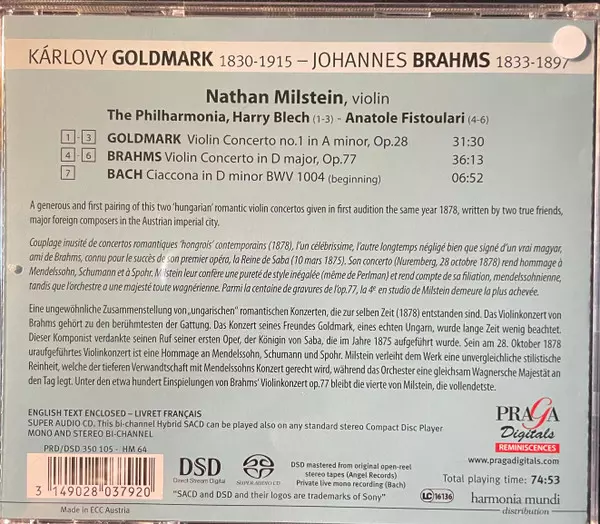 KÁRLOVY GOLDMARK 1830-1915 – JOHANNES BRAHMS 1833-1897
Nathan Milstein, violin
The Philharmonia, Harry Blech (1-3) - Anatole Fistoulari (4-6)
1 - 3 GOLDMARK Violin Concerto no.1 in A minor, Op.28 31:30
4 - 6 BRAHMS Violin Concerto in D major, Op.77 36:13
7 BACH Ciaccona in D minor BWV 1004 (beginning) 06:52
A generous and first pairing of this two 'hungarian' romantic violin concertos given in first audition the same year 1878, written by two true friends,
major foreign composers in the Austrian imperial city.
Couplage inusité de concertos romantiques 'hongrois' contemporains (1878), l'un célébrissime, l'autre longtemps négligé bien que signé d'un vrai magyar,
ami de Brahms, connu pour le succès de son premier opéra, la Reine de Saba (10 mars 1875). Son concerto (Nuremberg, 28 octobre 1878) rend hommage à
Mendelssohn, Schumann et à Spohr. Milstein leur confère une pureté de style inégalée (même de Perlman) et rend compte de sa filiation, mendelssohnienne,
tandis que l'orchestre a une majesté toute wagnérienne. Parmi la centaine de gravures de l'op.77, la 4e en studio de Milstein demeure la plus achevée.
Eine ungewöhnliche Zusammenstellung von „ungarischen" romantischen Konzerten, die zur selben Zeit (1878) entstanden sind. Das Violinkonzert von
Brahms gehört zu den berühmtesten der Gattung. Das Konzert seines Freundes Goldmark, eines echten Ungarn, wurde lange Zeit wenig beachtet.
Dieser Komponist verdankte seinen Ruf seiner ersten Oper, der Königin von Saba, die im Jahre 1875 aufgeführt wurde. Sein am 28. Oktober 1878
uraufgeführtes Violinkonzert ist eine Hommage an Mendelssohn, Schumann und Spohr. Milstein verleiht dem Werk eine unvergleichliche stilistische
Reinheit, welche der tieferen Verwandtschaft mit Mendelssohns Konzert gerecht wird, während das Orchester eine gleichsam Wagnersche Majestät an
den Tag legt. Unter den etwa hundert Einspielungen von Brahms' Violinkonzert op.77 bleibt die vierte von Milstein, die vollendetste.
ENGLISH TEXT ENCLOSED – LIVRET FRANÇAIS
SUPER AUDIO CD. This bi-channel Hybrid SACD can be played also on any standard stereo Compact Disc Player
MONO AND STEREO BI-CHANNEL
PRAGA
Digitals
REMINISCENCES
www.pragadigitals.com
PRD/DSD 350 105 - HM 64
3 149028 037920
Made in ECC Austria
DSD
Direct Stream Digital
SUPER AUDIO CD
DSD mastered from original open-reel
stereo tapes (Angel Records)
Private live mono recording (Bach)
"SACD and DSD and their logos are trademarks of Sony"
Total playing time: 74:53
LC 16136
harmonia mundi
distribution